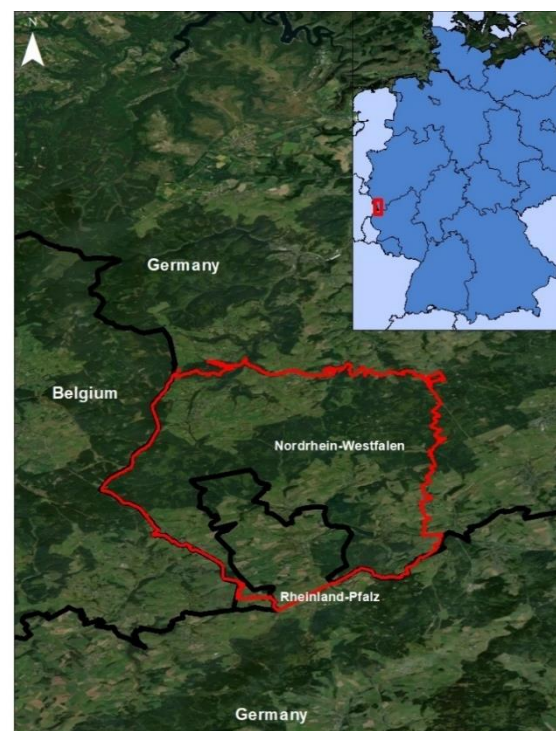 N
Germany
Belgium
Nordrhein-Westfalen
Rheinland-Pfalz
Germany